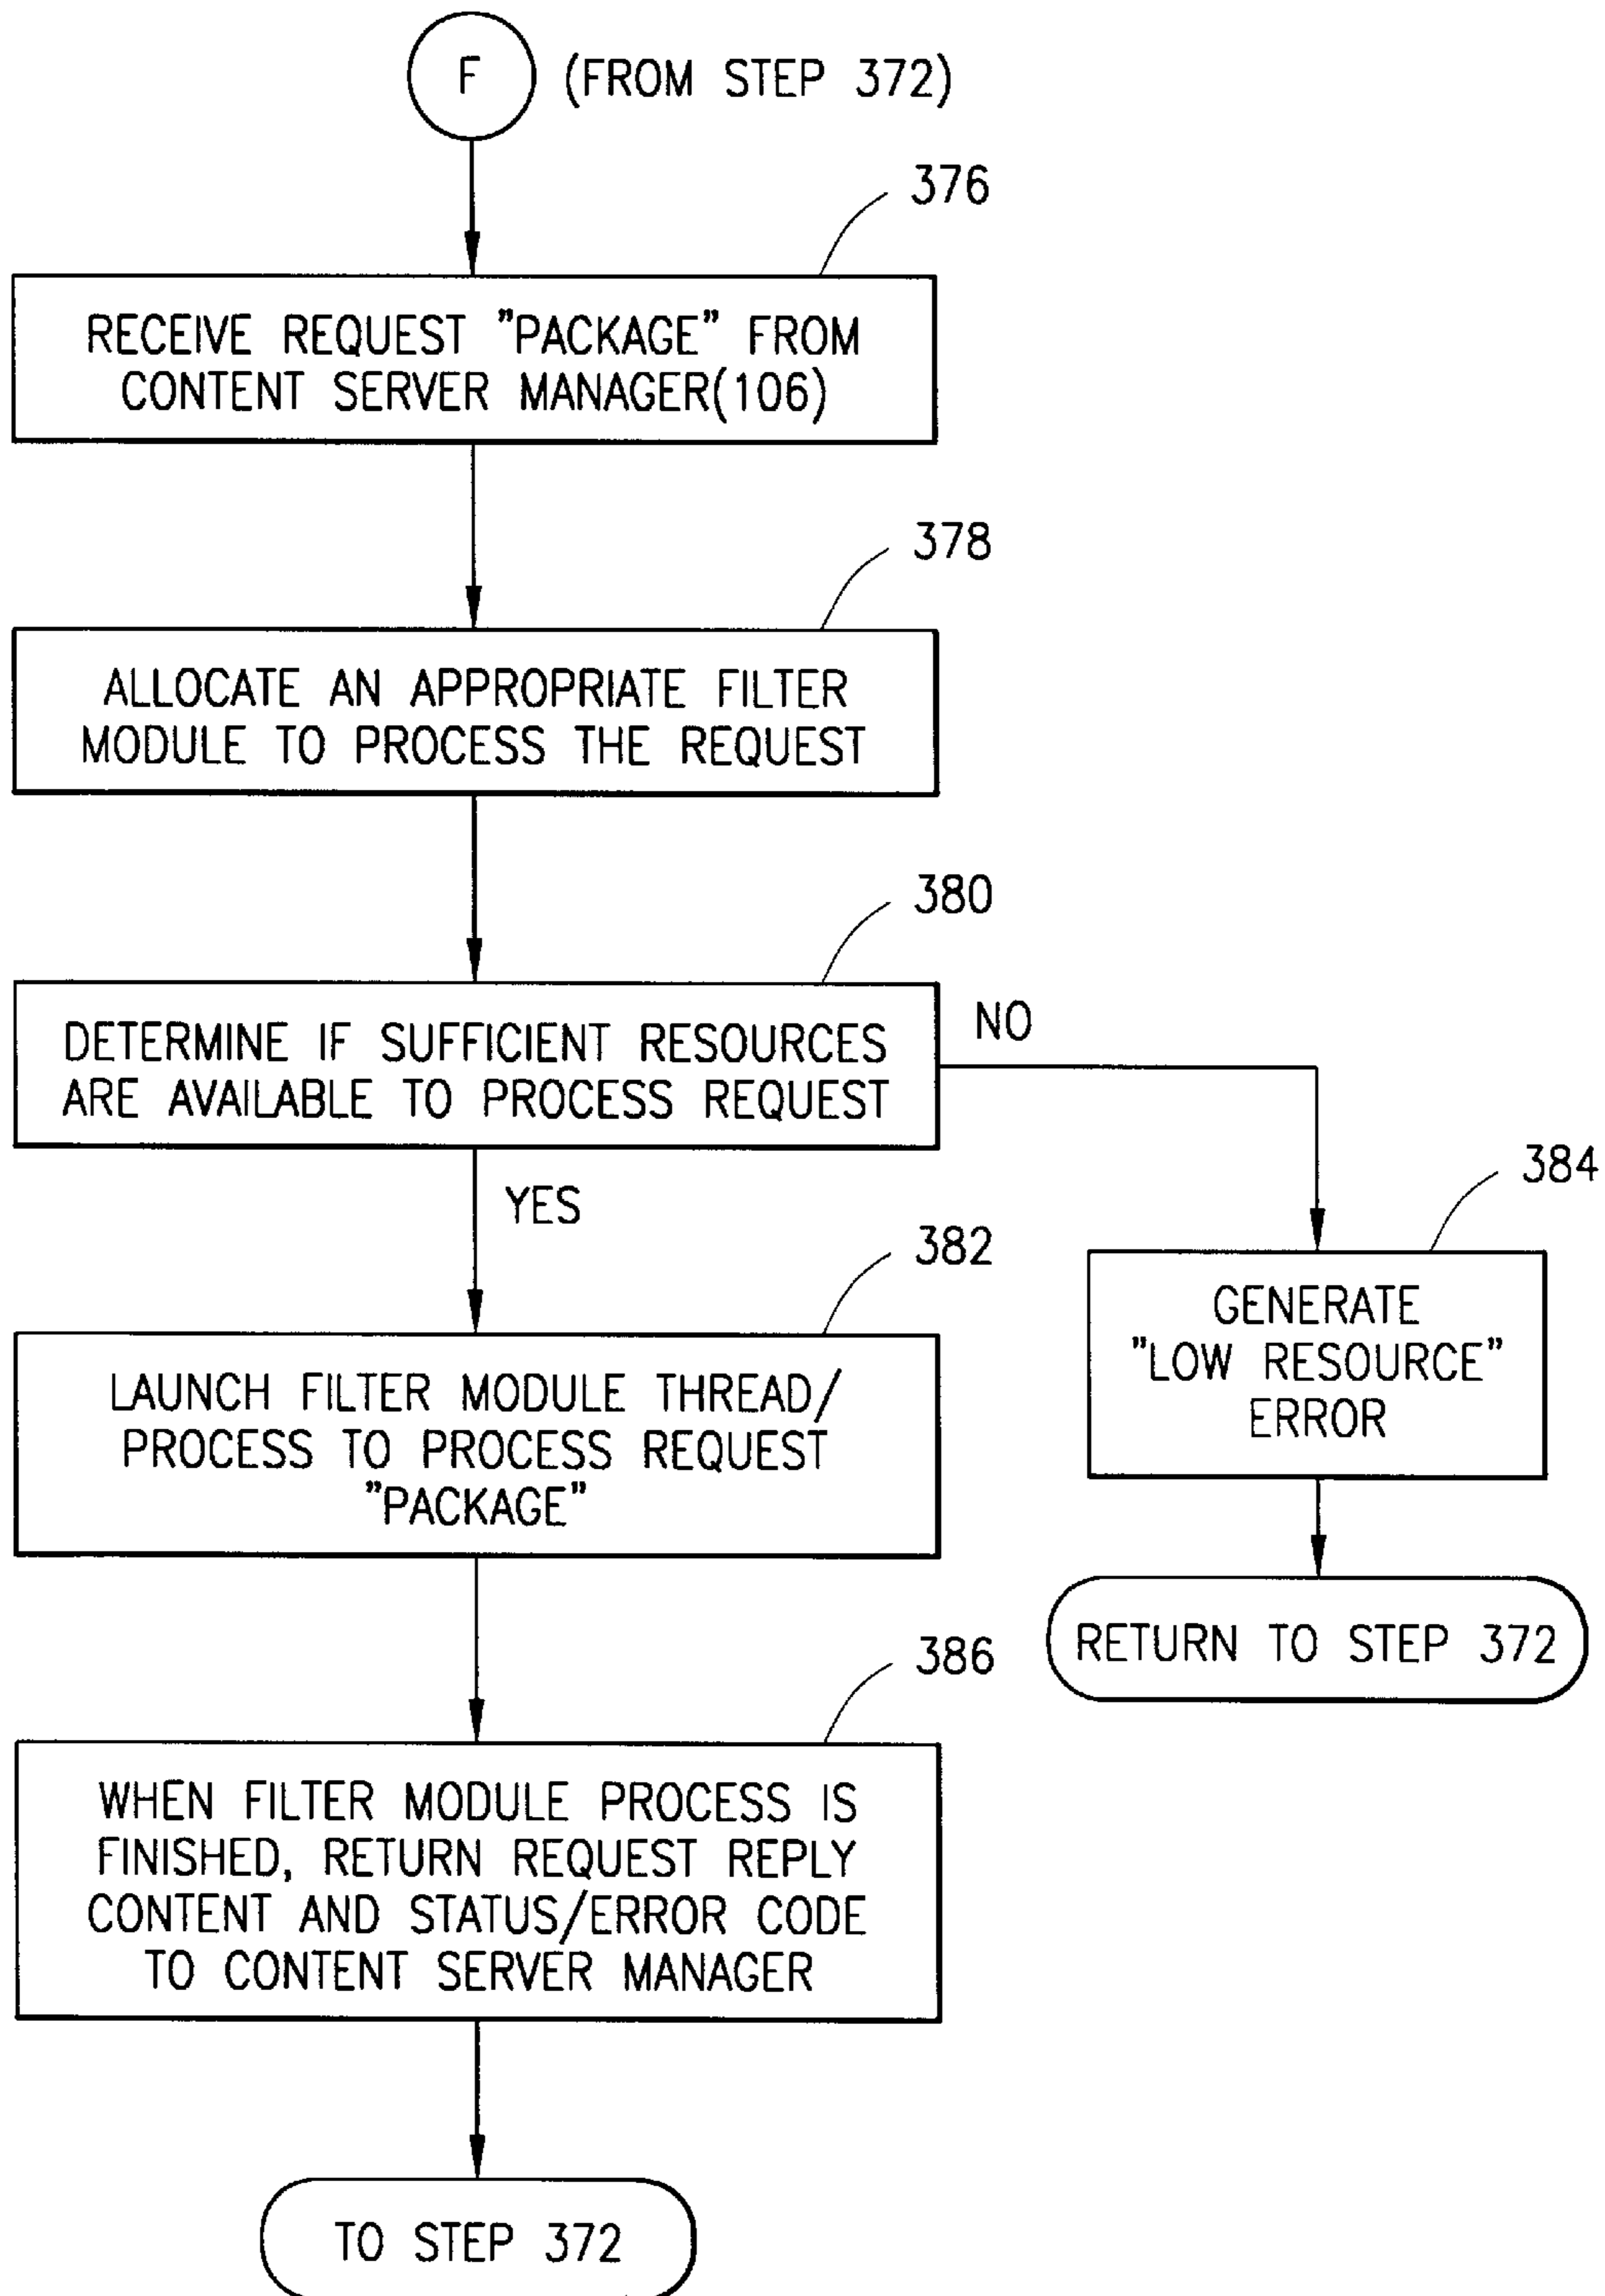 F (FROM STEP 372)
376
RECEIVE REQUEST "PACKAGE" FROM
CONTENT SERVER MANAGER(106)
378
ALLOCATE AN APPROPRIATE FILTER
MODULE TO PROCESS THE REQUEST
380
DETERMINE IF SUFFICIENT RESOURCES
ARE AVAILABLE TO PROCESS REQUEST
NO
YES
382
LAUNCH FILTER MODULE THREAD/
PROCESS TO PROCESS REQUEST
"PACKAGE"
384
GENERATE
"LOW RESOURCE"
ERROR
RETURN TO STEP 372
386
WHEN FILTER MODULE PROCESS IS
FINISHED, RETURN REQUEST REPLY
CONTENT AND STATUS/ERROR CODE
TO CONTENT SERVER MANAGER
TO STEP 372